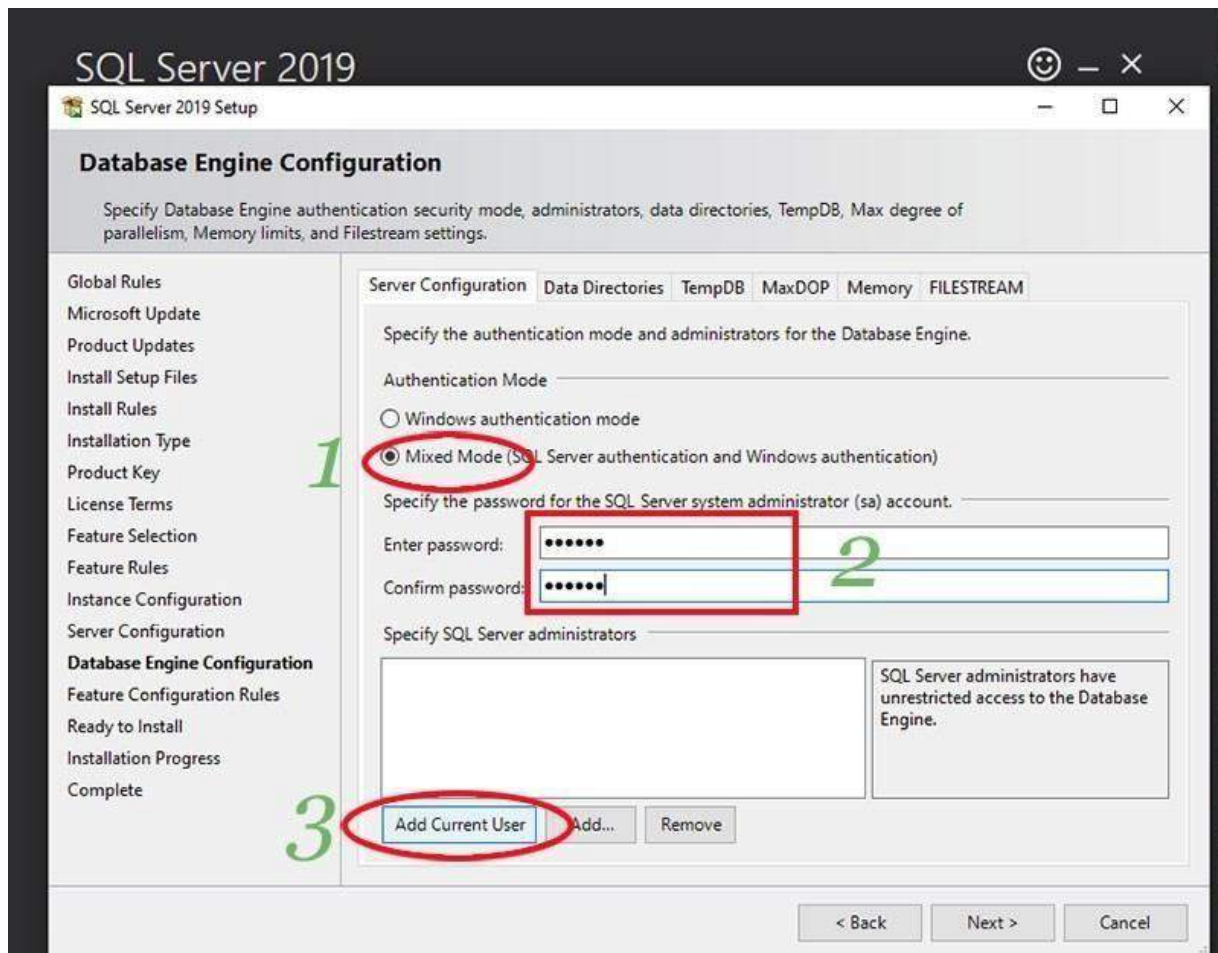 SQL Server 2019
SQL Server 2019 Setup
Database Engine Configuration
Specify Database Engine authentication security mode, administrators, data directories, TempDB, Max degree of
parallelism, Memory limits, and Filestream settings.
Global Rules
Microsoft Update
Product Updates
Install Setup Files
Install Rules
Installation Type
Product Key
License Terms
Feature Selection
Feature Rules
Instance Configuration
Server Configuration
Database Engine Configuration
Feature Configuration Rules
Ready to Install
Installation Progress
Complete
Server Configuration Data Directories TempDB MaxDOP Memory FILESTREAM
Specify the authentication mode and administrators for the Database Engine.
Authentication Mode
Windows authentication mode
1
Mixed Mode (SQL Server authentication and Windows authentication)
Specify the password for the SQL Server system administrator (sa) account.
Enter password: ••••••
2
Confirm password: ••••••
Specify SQL Server administrators
SQL Server administrators have
unrestricted access to the Database
Engine.
3
Add Current User Add... Remove
< Back Next > Cancel